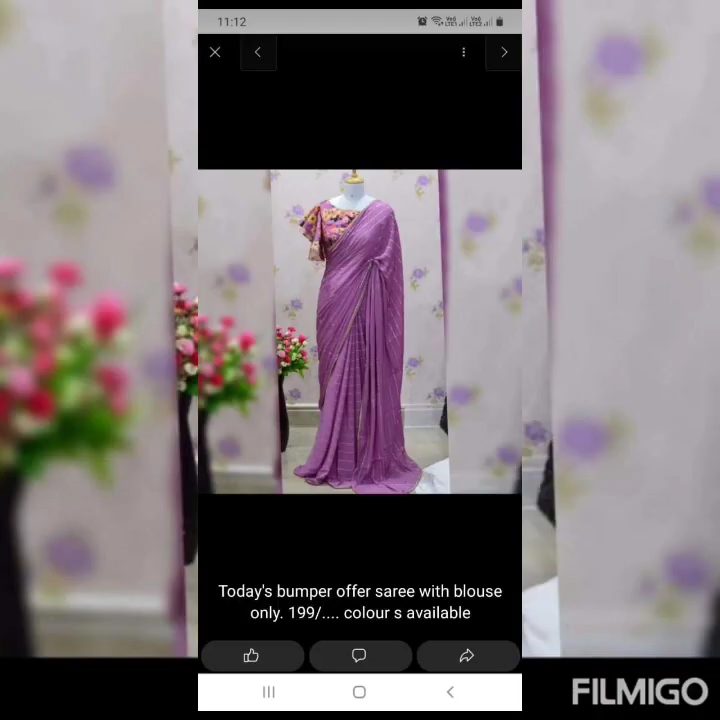 11:12
Today's bumper offer saree with blouse
only. 199/.... colour s available
FILMIGO